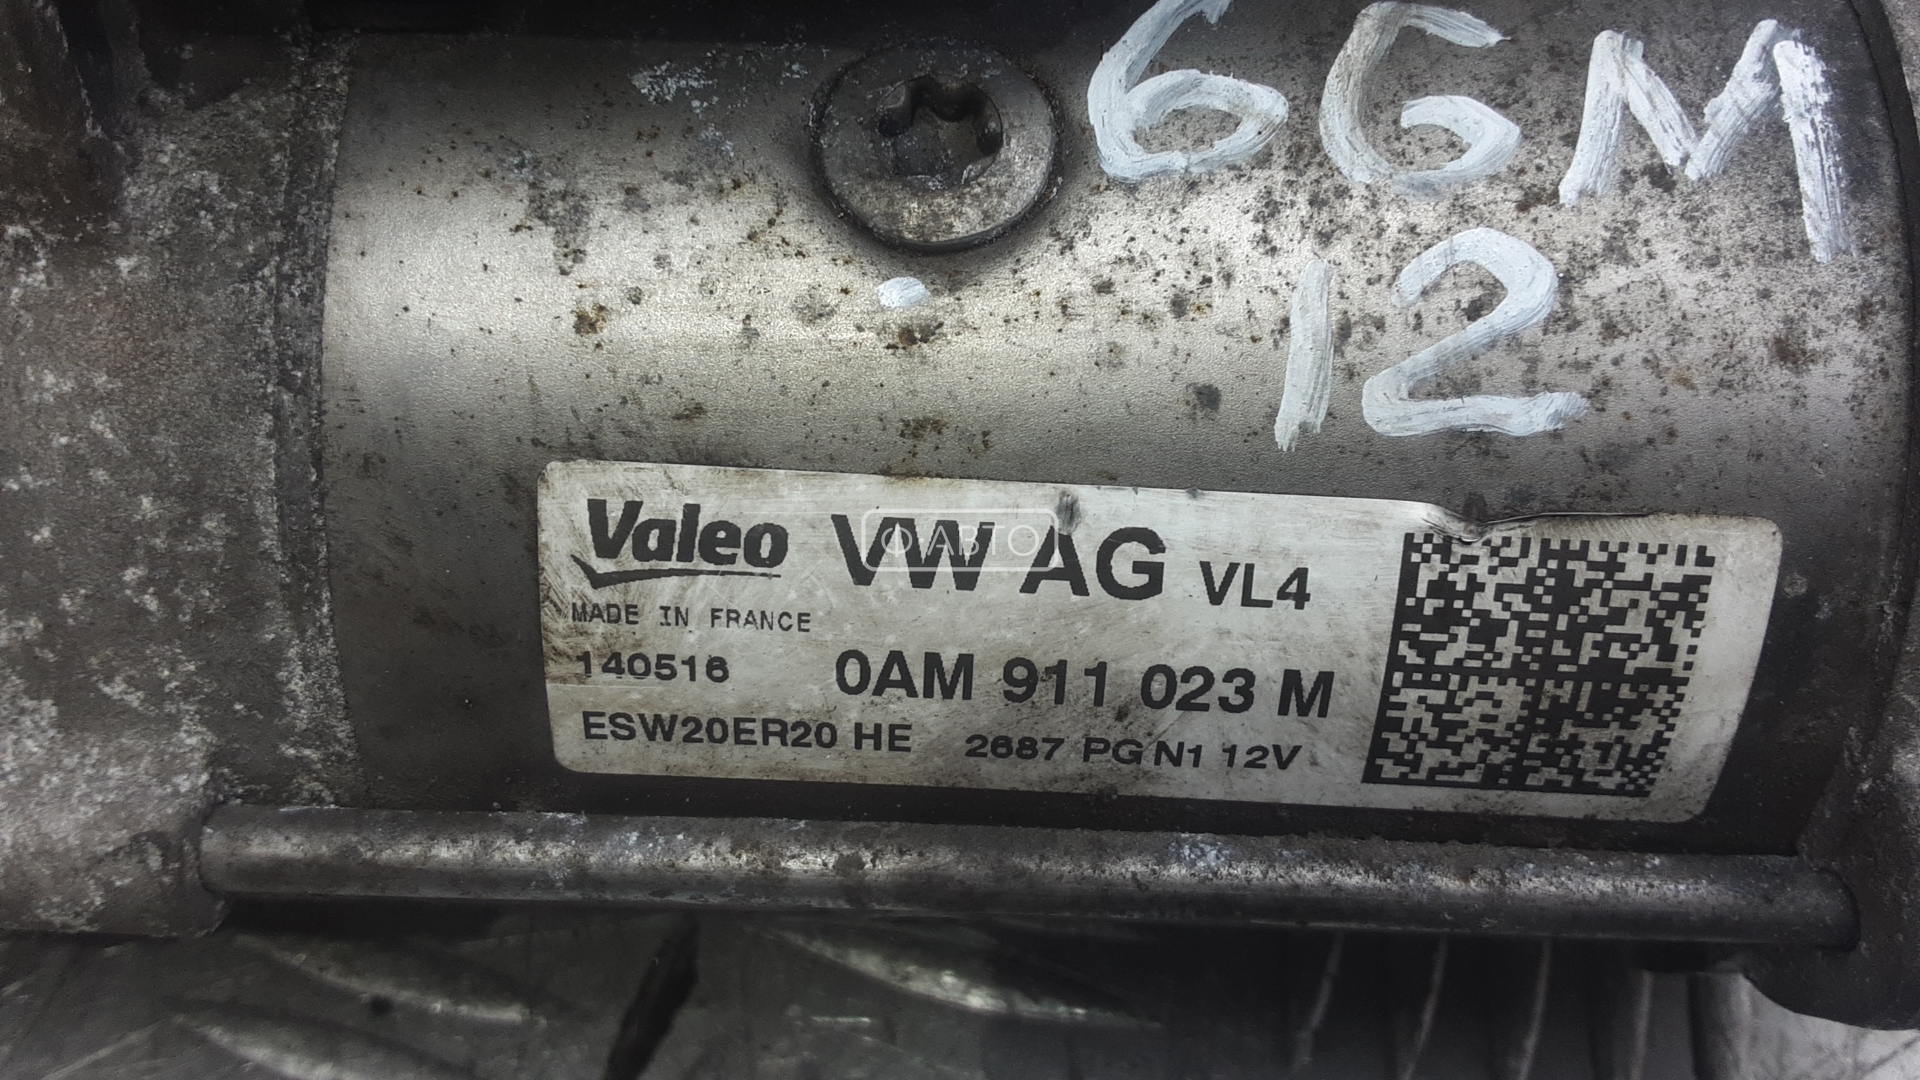 6GM
12
Valeo VW AG VL4
АВТО
MADE IN FRANCE
140516 0AM 911 023 M
ESW20ER20 HE 2687 PG N1 12V